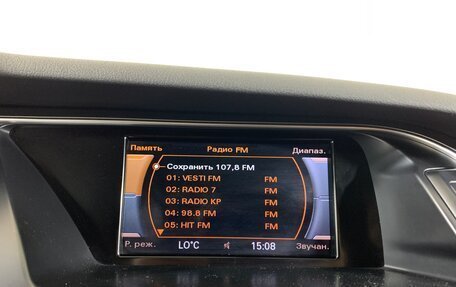 Память Радио FM Диапаз.
Сохранить 107,8 FM
01: VESTI FM FM
02: RADIO 7 FM
03: RADIO KP FM
04: 98.8 FM FM
05: HIT FM FM
Р. реж. LO°C 15:08 Звучан.